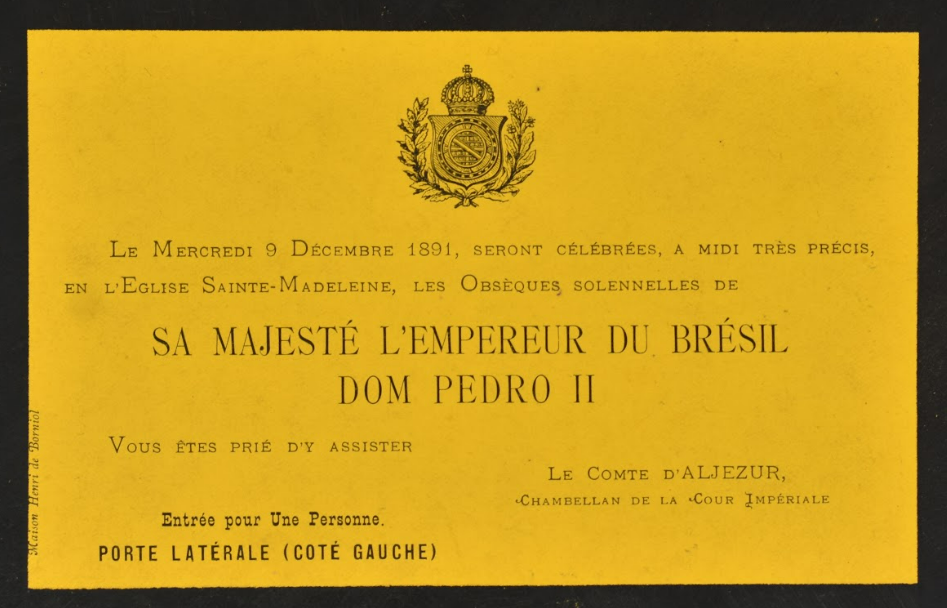 Le Mercredi 9 Décembre 1891, seront célébrées, a midi très précis,
en l'Eglise Sainte-Madeleine, les Obsèques solennelles de
SA MAJESTÉ L'EMPEREUR DU BRÉSIL
DOM PEDRO II
Vous êtes prié d'y assister
Le Comte d'ALJEZUR,
Chambellan de la Cour Impériale
Entrée pour Une Personne.
PORTE LATÉRALE (COTÉ GAUCHE)
Maison Henri de Borniol